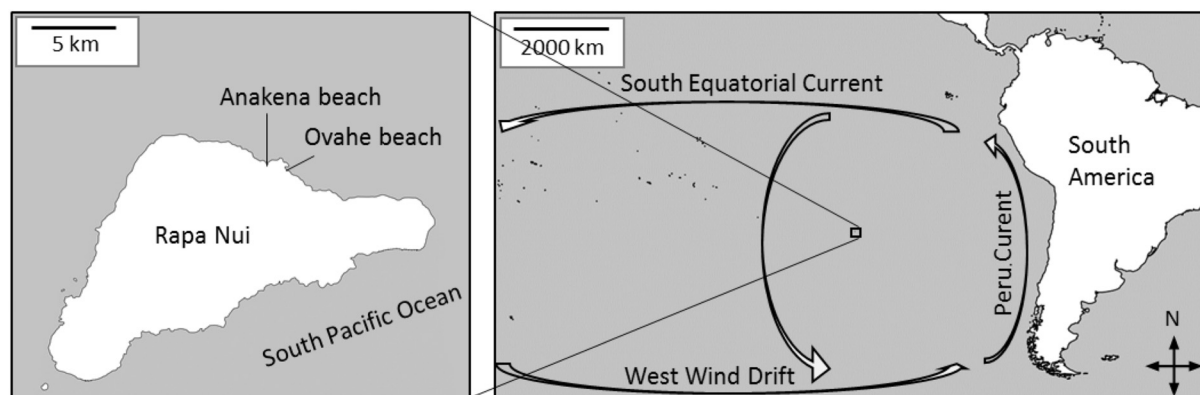 5 km
Anakena beach
Ovahe beach
Rapa Nui
South Pacific Ocean
2000 km
South Equatorial Current
South
America
Peru.Curent
West Wind Drift
N